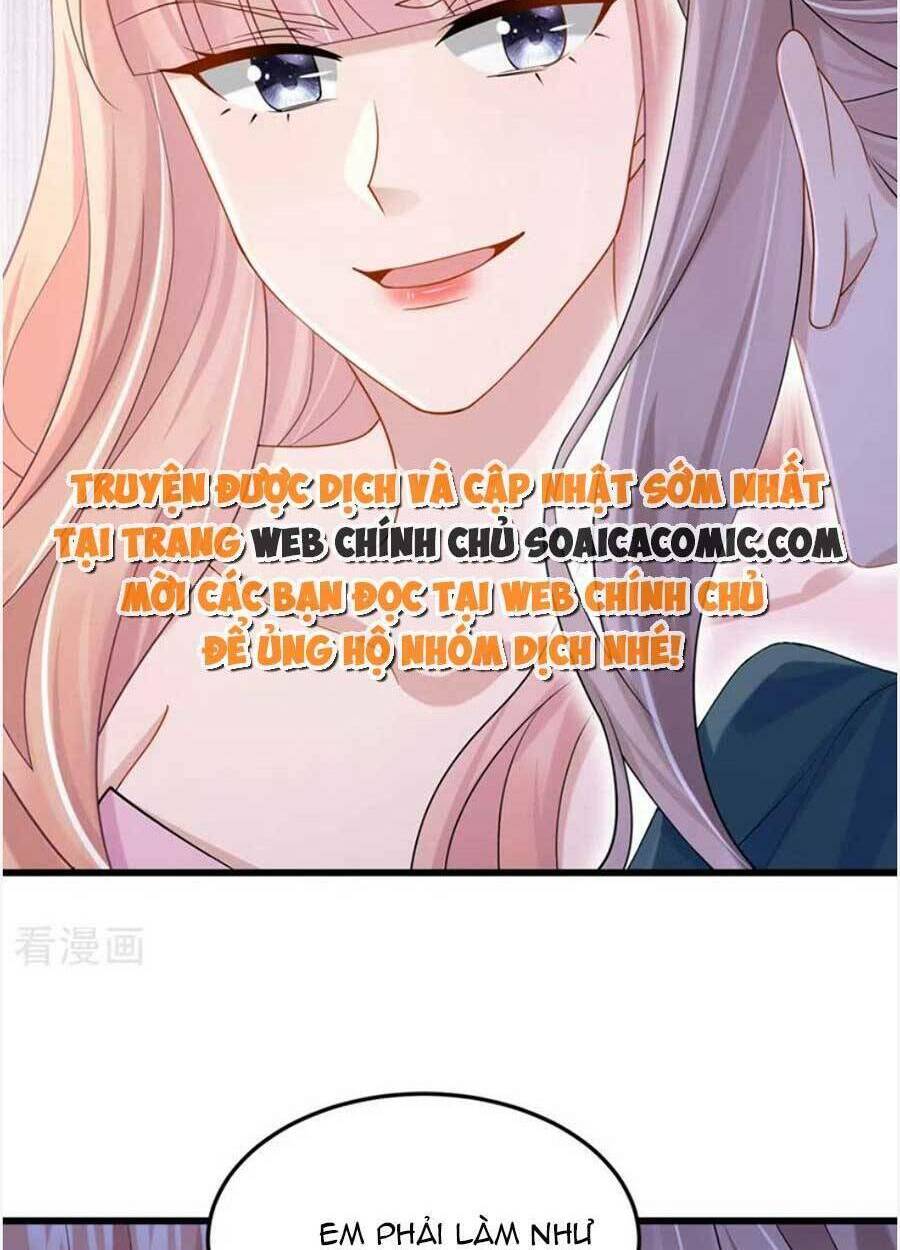 TRUYỆN ĐƯỢC DỊCH VÀ CẬP NHẬT SỚM NHẤT
TẠI TRANG WEB CHÍNH CHỦ SOAICACOMIC.COM
MỜI CÁC BẠN ĐỌC TẠI WEB CHÍNH CHỦ
ĐỂ ỦNG HỘ NHÓM DỊCH NHÉ!
看漫画
EM PHẢI LÀM NHƯ